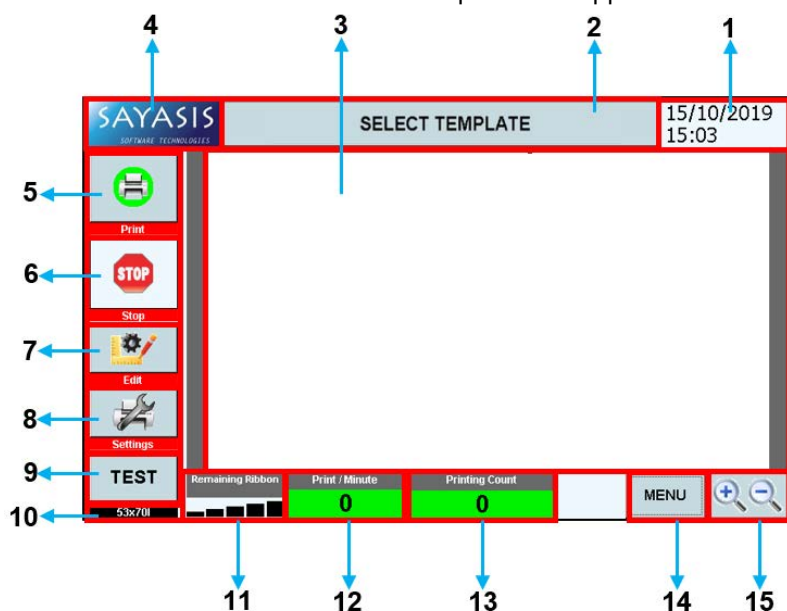 4 3 2 1
SAYASIS
SOFTWARE TECHNOLOGIES
SELECT TEMPLATE
15/10/2019
15:03
5
Print
6
STOP
Stop
7
Edit
8
Settings
9
TEST
10
53x70I
Remaining Ribbon
Print / Minute
0
Printing Count
0
MENU
11 12 13 14 15